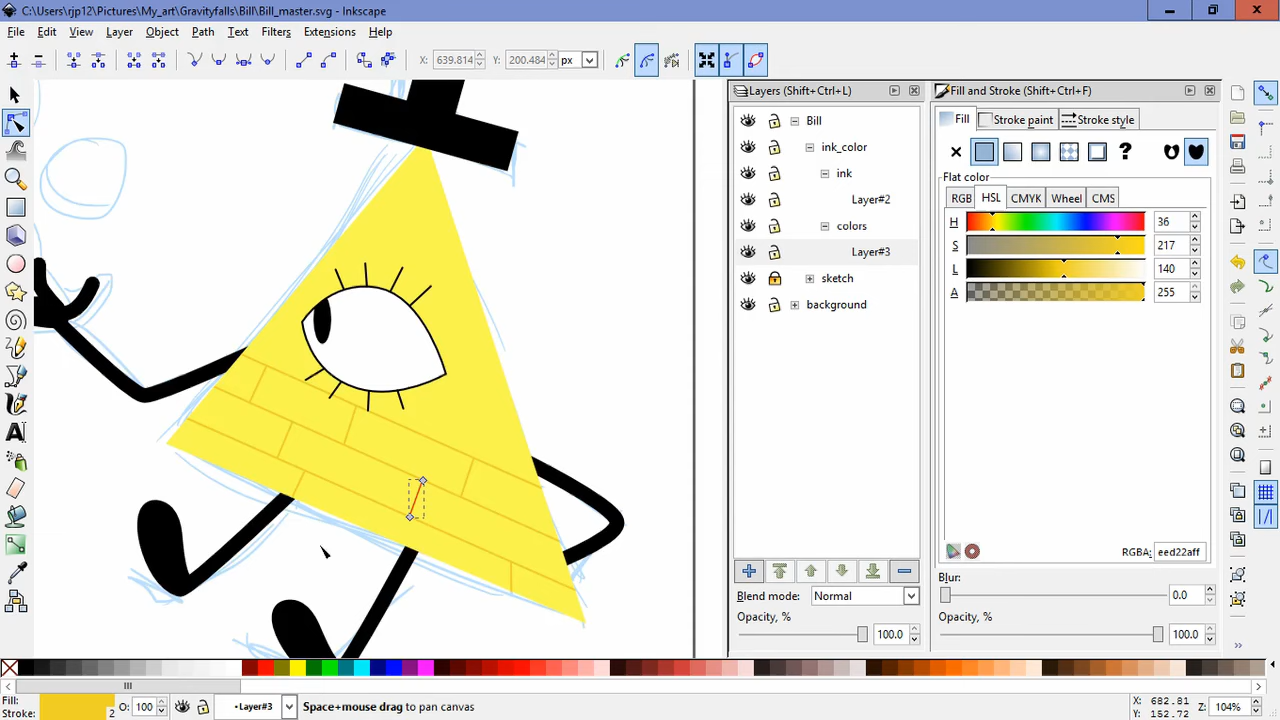 C:\Users\rjp12\Pictures\My_art\Gravityfalls\Bill\Bill_master.svg - Inkscape
File Edit View Layer Object Path Text Filters Extensions Help
X: 639.814 Y: 200.484 px
Layers (Shift+Ctrl+L) Fill and Stroke (Shift+Ctrl+F)
Bill
ink_color
ink
Layer#2
colors
Layer#3
sketch
background
Blend mode: Normal
Opacity, % 100.0
Fill Stroke paint Stroke style
?
Flat color
RGB HSL CMYK Wheel CMS
H 36
S 217
L 140
A 255
RGBA: eed22aff
Blur:
0.0
Opacity, %
100.0
Fill:
Stroke: 2
O: 100
•Layer#3
Space+mouse drag to pan canvas
X: 682.81
Y: 152.72
Z: 104%